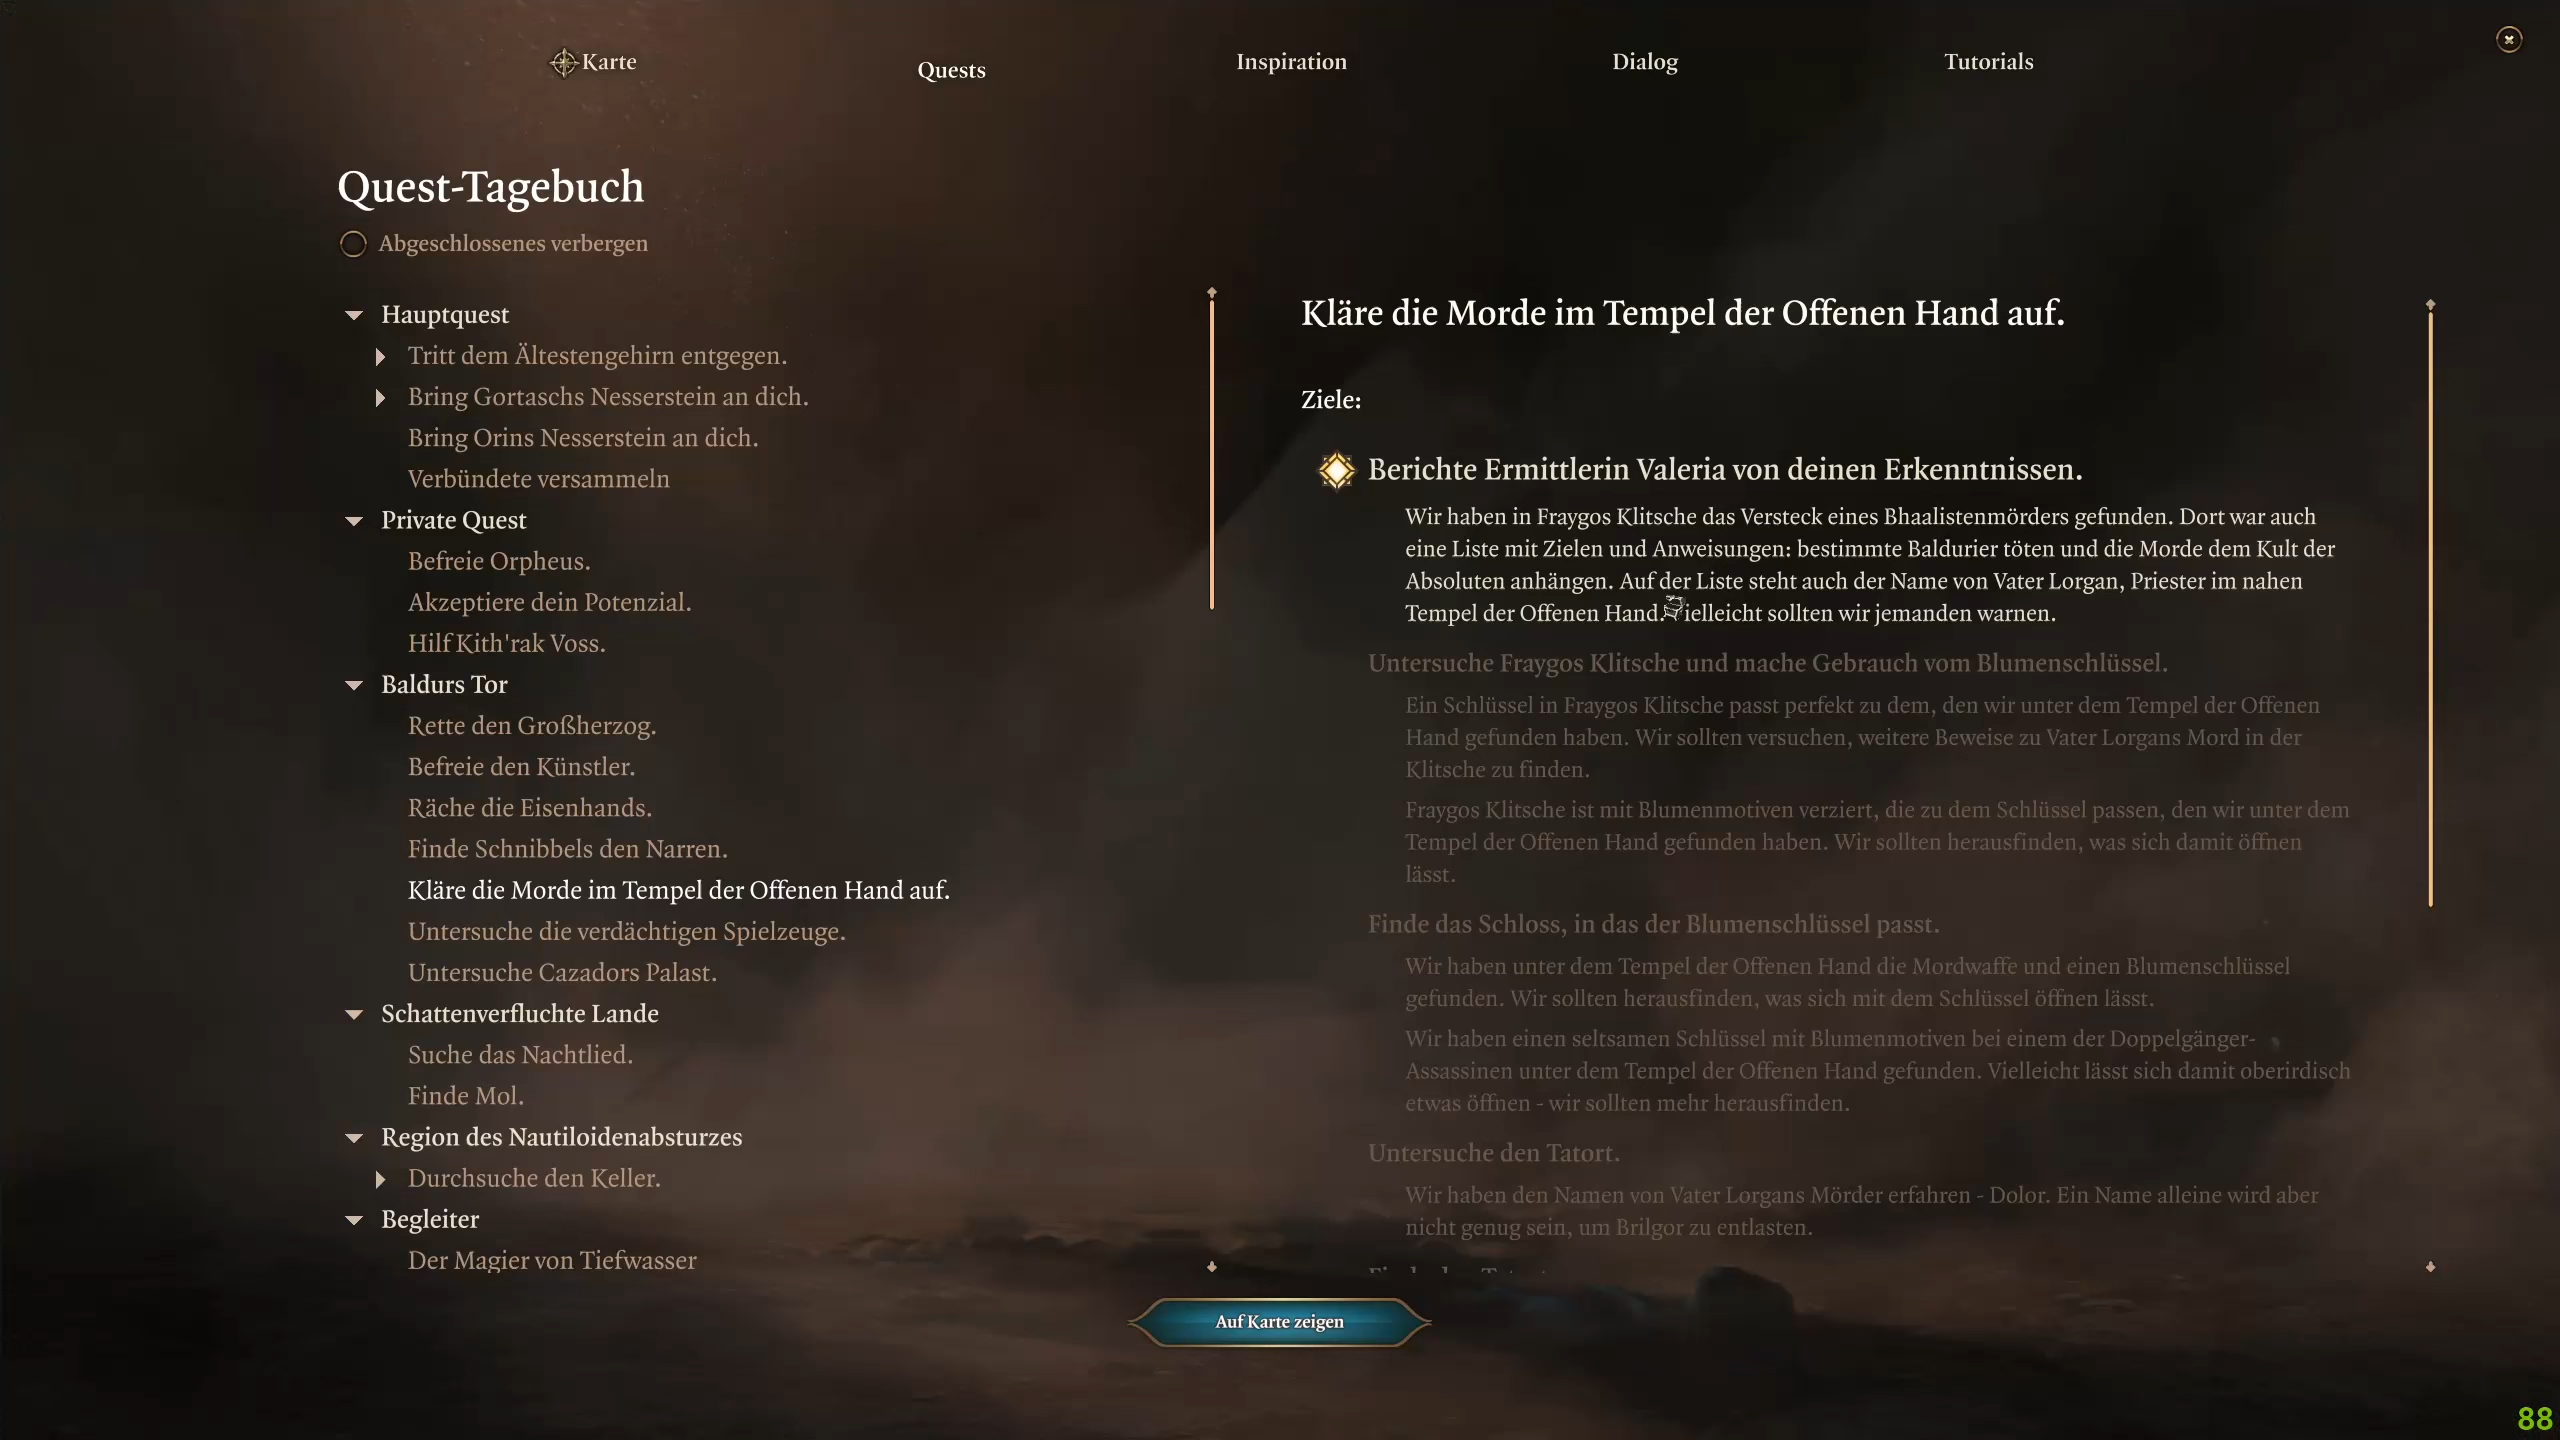 Karte
Quests
Inspiration
Dialog
Tutorials
Quest-Tagebuch
Abgeschlossenes verbergen
Hauptquest
Tritt dem Ältestengehirn entgegen.
Bring Gortaschs Nesserstein an dich.
Bring Orins Nesserstein an dich.
Verbündete versammeln
Private Quest
Befreie Orpheus.
Akzeptiere dein Potenzial.
Hilf Kith'rak Voss.
Baldurs Tor
Rette den Großherzog.
Befreie den Künstler.
Räche die Eisenhands.
Finde Schnibbels den Narren.
Kläre die Morde im Tempel der Offenen Hand auf.
Untersuche die verdächtigen Spielzeuge.
Untersuche Cazadors Palast.
Schattenverfluchte Lande
Suche das Nachtlied.
Finde Mol.
Region des Nautiloidenabsturzes
Durchsuche den Keller.
Begleiter
Der Magier von Tiefwasser
Kläre die Morde im Tempel der Offenen Hand auf.
Ziele:
Berichte Ermittlerin Valeria von deinen Erkenntnissen.
Wir haben in Fraygos Klitsche das Versteck eines Bhaalistenmörders gefunden. Dort war auch
eine Liste mit Zielen und Anweisungen: bestimmte Baldurier töten und die Morde dem Kult der
Absoluten anhängen. Auf der Liste steht auch der Name von Vater Lorgan, Priester im nahen
Tempel der Offenen Hand. ielleicht sollten wir jemanden warnen.
Untersuche Fraygos Klitsche und mache Gebrauch vom Blumenschlüssel.
Ein Schlüssel in Fraygos Klitsche passt perfekt zu dem, den wir unter dem Tempel der Offenen
Hand gefunden haben. Wir sollten versuchen, weitere Beweise zu Vater Lorgans Mord in der
Klitsche zu finden.
Fraygos Klitsche ist mit Blumenmotiven verziert, die zu dem Schlüssel passen, den wir unter dem
Tempel der Offenen Hand gefunden haben. Wir sollten herausfinden, was sich damit öffnen
lässt.
Finde das Schloss, in das der Blumenschlüssel passt.
Wir haben unter dem Tempel der Offenen Hand die Mordwaffe und einen Blumenschlüssel
gefunden. Wir sollten herausfinden, was sich mit dem Schlüssel öffnen lässt.
Wir haben einen seltsamen Schlüssel mit Blumenmotiven bei einem der Doppelgänger-
Assassinen unter dem Tempel der Offenen Hand gefunden. Vielleicht lässt sich damit oberirdisch
etwas öffnen - wir sollten mehr herausfinden.
Untersuche den Tatort.
Wir haben den Namen von Vater Lorgans Mörder erfahren - Dolor. Ein Name alleine wird aber
nicht genug sein, um Brilgor zu entlasten.
Auf Karte zeigen
88